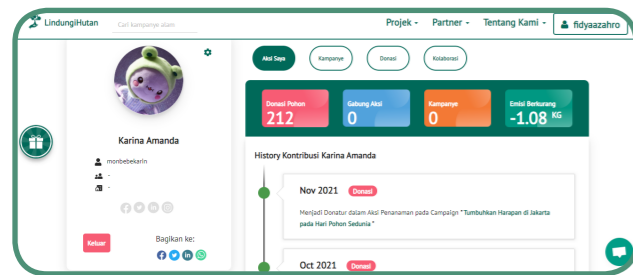 LindungiHutan
Cari kampanye alam
Projek
Partner
Tentang Kami
fidyaazahro
Aksi Saya
Kampanye
Donasi
Kolaborasi
Donasi Pohon
212
Gabung Aksi
0
Kampanye
0
Emisi Berkurang
-1.08 KG
Karina Amanda
monbebekarin
-
-
Keluar
Bagikan ke:
History Kontribusi Karina Amanda
Nov 2021 Donasi
Menjadi Donatur dalam Aksi Penanaman pada Campaign "Tumbuhkan Harapan di Jakarta
pada Hari Pohon Sedunia "
Oct 2021 Donasi